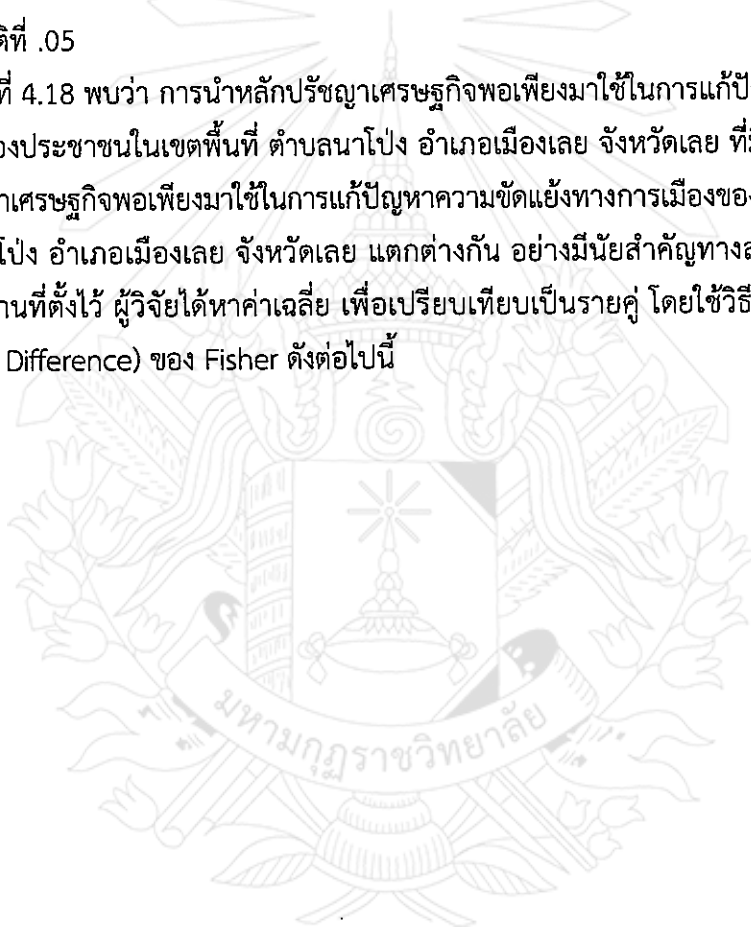 ติที่ .05
ที่ 4.18 พบว่า การนำหลักปรัชญาเศรษฐกิจพอเพียงมาใช้ในการแก้ปั
องประชาชนในเขตพื้นที่ ตำบลนาโป่ง อำเภอเมืองเลย จังหวัดเลย ที่มี
าเศรษฐกิจพอเพียงมาใช้ในการแก้ปัญหาความขัดแย้งทางการเมืองของ
โป่ง อำเภอเมืองเลย จังหวัดเลย แตกต่างกัน อย่างมีนัยสำคัญทางส
านที่ตั้งไว้ ผู้วิจัยได้หาค่าเฉลี่ย เพื่อเปรียบเทียบเป็นรายคู่ โดยใช้วิธี
Difference) ของ Fisher ดังต่อไปนี้
มหามกุฏราชวิทยาลัย